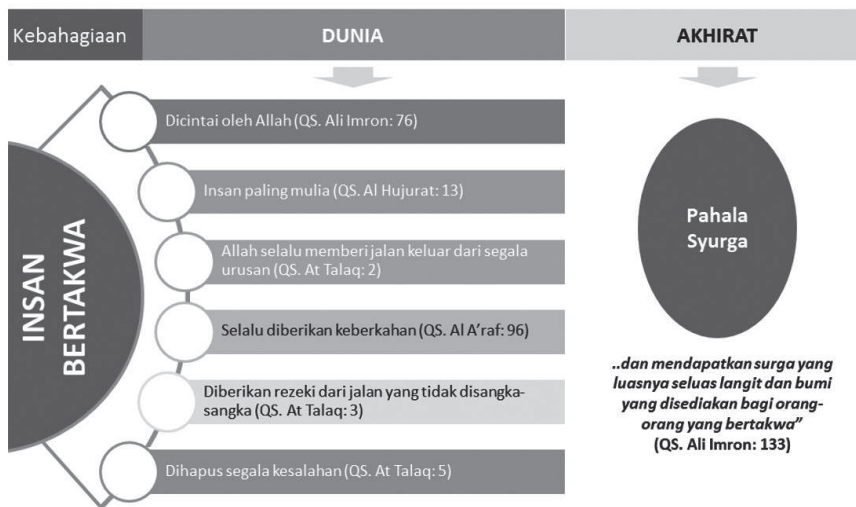 Kebahagiaan
DUNIA
AKHIRAT
INSAN
BERTAKWA
Dicintai oleh Allah (QS. Ali Imron: 76)
Insan paling mulia (QS. Al Hujurat: 13)
Allah selalu memberi jalan keluar dari segala
urusan (QS. At Talaq: 2)
Selalu diberikan keberkahan (QS. Al A’raf: 96)
Diberikan rezeki dari jalan yang tidak disangka-
sangka (QS. At Talaq: 3)
Dihapus segala kesalahan (QS. At Talaq: 5)
Pahala
Syurga
..dan mendapatkan surga yang
luasnya seluas langit dan bumi
yang disediakan bagi orang-
orang yang bertakwa”
(QS. Ali Imron: 133)